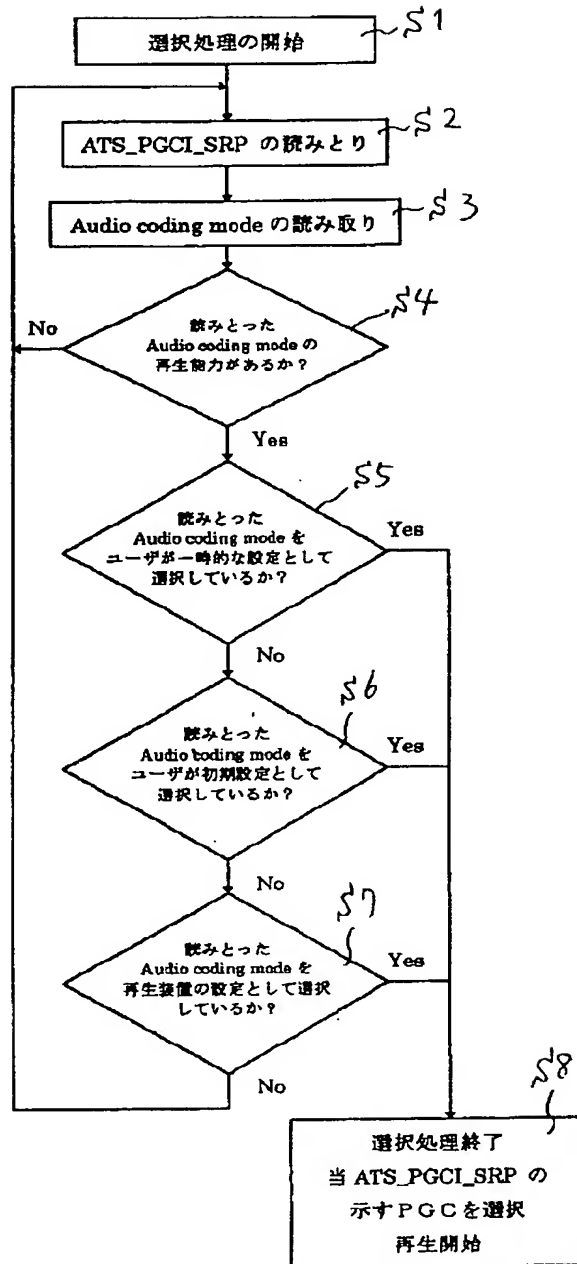 選択処理の開始
S1
ATS_PGCI_SRP の読みとり
S2
Audio coding mode の読み取り
S3
読みとった
Audio coding mode の
再生能力があるか？
S4
No
Yes
読みとった
Audio coding mode を
ユーザが一時的な設定として
選択しているか？
S5
Yes
No
読みとった
Audio coding mode を
ユーザが初期設定として
選択しているか？
S6
Yes
No
読みとった
Audio coding mode を
再生装置の設定として選択
しているか？
S7
Yes
No
S8
選択処理終了
当 ATS_PGCI_SRP の
示すＰＧＣを選択
再生開始